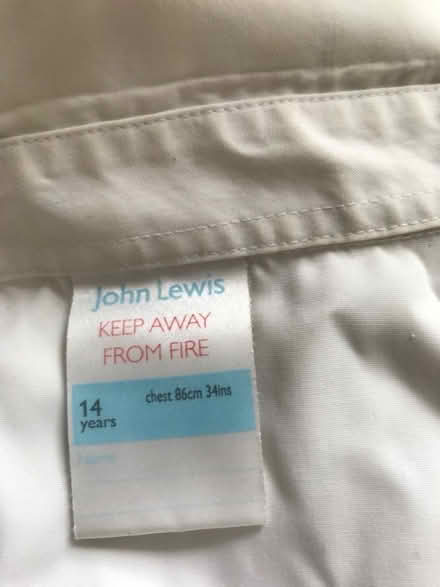 John Lewis
KEEP AWAY
FROM FIRE
14 years
chest 86cm 34ins